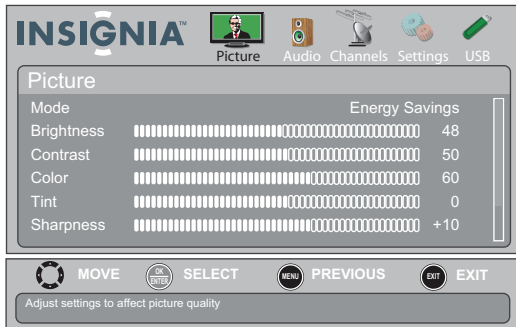 INSIGNIA™
Picture Audio Channels Settings USB
Picture
Mode Energy Savings
Brightness 48
Contrast 50
Color 60
Tint 0
Sharpness +10
MOVE OK ENTER SELECT MENU PREVIOUS EXIT EXIT
Adjust settings to affect picture quality